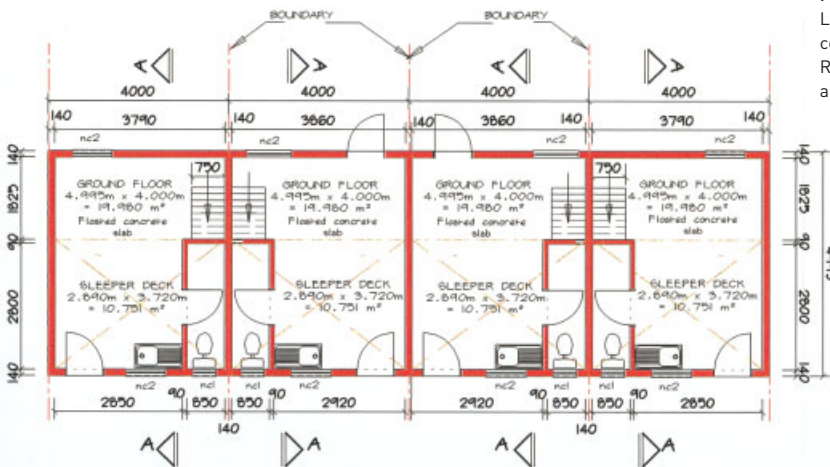 BOUNDARY BOUNDARY
L
R
a
A A A A
4000 4000 4000 4000
140 3790 140 3860 3860 140 3790 140
140
nc2 nc2 nc2 nc2
140 750 750 140
GROUND FLOOR GROUND FLOOR GROUND FLOOR GROUND FLOOR
4.995m x 4.000m 4.995m x 4.000m 4.995m x 4.000m 4.995m x 4.000m
= 19.980 m² = 19.980 m² = 19.980 m² = 19.980 m²
Floated concrete Floated concrete Floated concrete Floated concrete
slab slab slab slab
1825 1825
90 90
SLEEPER DECK SLEEPER DECK SLEEPER DECK SLEEPER DECK
2.890m x 3.720m 2.890m x 3.720m 2.890m x 3.720m 2.890m x 3.720m
= 10.751 m² = 10.751 m² = 10.751 m² = 10.751 m²
2800 2800
140 140
nc2 nc1 nc1 nc2 nc2 nc1 nc1 nc2
90 90 90 90
2850 850 850 2920 2920 850 850 2850
140 140
A A A A